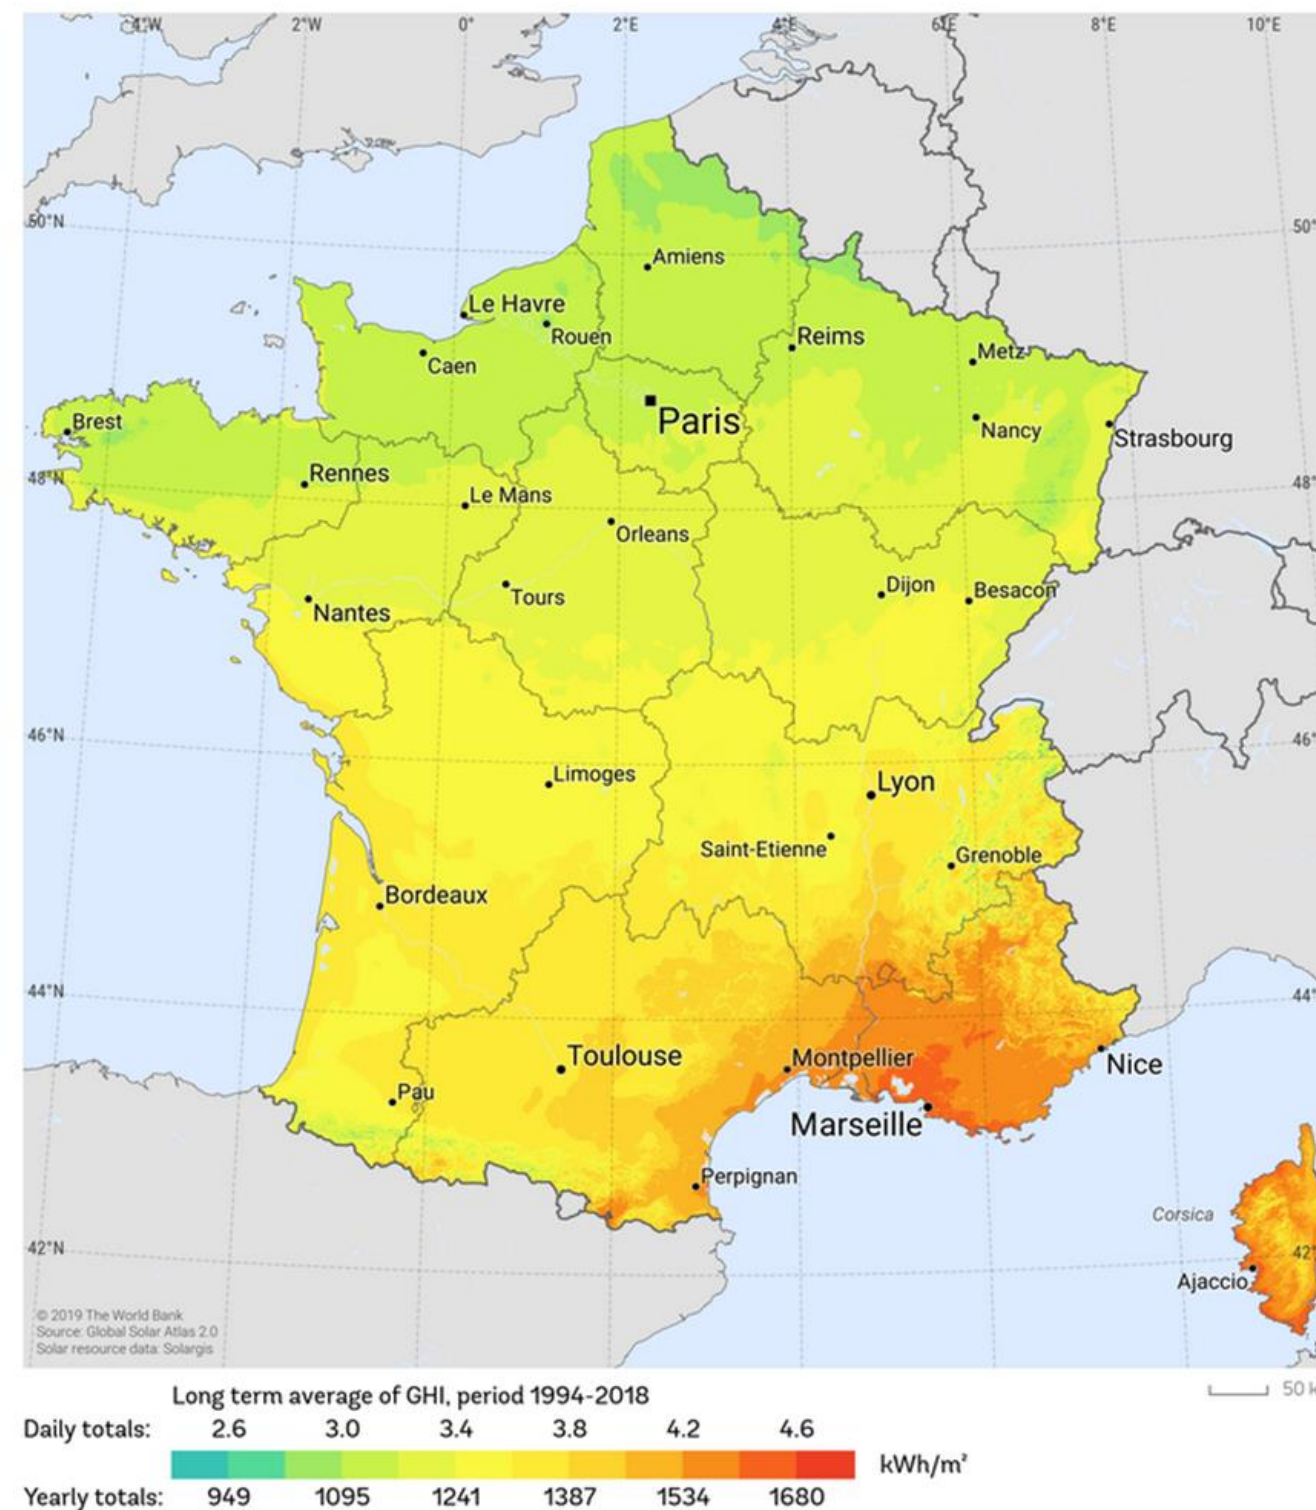 4°W 2°W 0° 2°E 4°E 6°E 8°E 10°E
50°N 50°
Amiens
Le Havre
Rouen
Reims
Caen
Metz
Paris
Brest
Nancy
Strasbourg
48°N 48°
Rennes
Le Mans
Orleans
Dijon
Besacon
Tours
Nantes
46°N 46°
Limoges
Lyon
Saint-Etienne
Grenoble
Bordeaux
44°N 44°
Toulouse
Montpellier
Nice
Pau
Marseille
Perpignan
Corsica
42°N 42°
Ajaccio
© 2019 The World Bank
Source: Global Solar Atlas 2.0
Solar resource data: Solargis
Long term average of GHI, period 1994-2018
50 k
Daily totals: 2.6 3.0 3.4 3.8 4.2 4.6
kWh/m²
Yearly totals: 949 1095 1241 1387 1534 1680